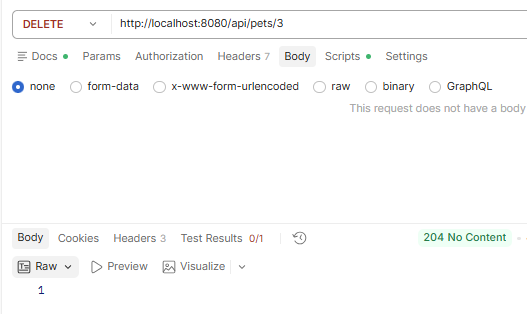 DELETE http://localhost:8080/api/pets/3
Docs Params Authorization Headers 7 Body Scripts Settings
none form-data x-www-form-urlencoded raw binary GraphQL
This request does not have a body
Body Cookies Headers 3 Test Results 0/1 204 No Content
Raw Preview Visualize
1